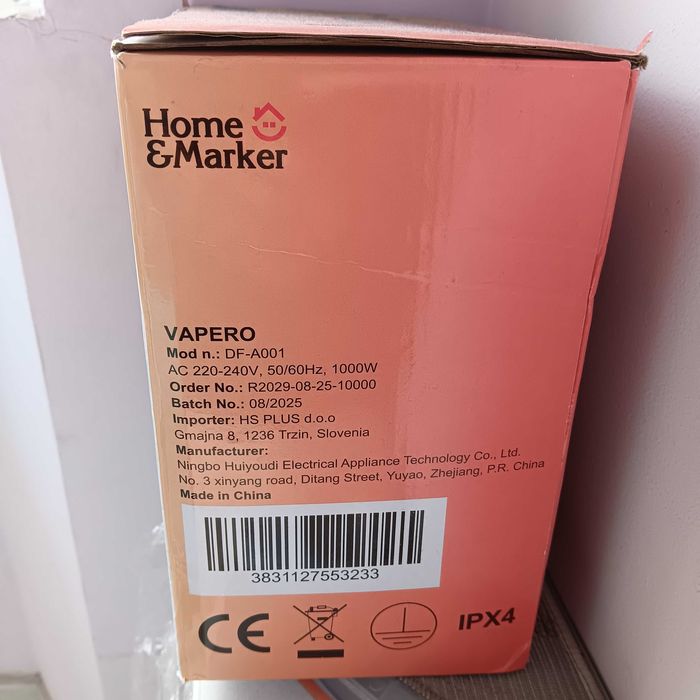 Home
&Marker
VAPERO
Mod n.: DF-A001
AC 220-240V, 50/60Hz, 1000W
Order No.: R2029-08-25-10000
Batch No.: 08/2025
Importer: HS PLUS d.o.o
Gmajna 8, 1236 Trzin, Slovenia
Manufacturer:
Ningbo Huiyoudi Electrical Appliance Technology Co., Ltd.
No. 3 xinyang road, Ditang Street, Yuyao, Zhejiang, P.R. China
Made in China
3831127553233
CE
IPX4